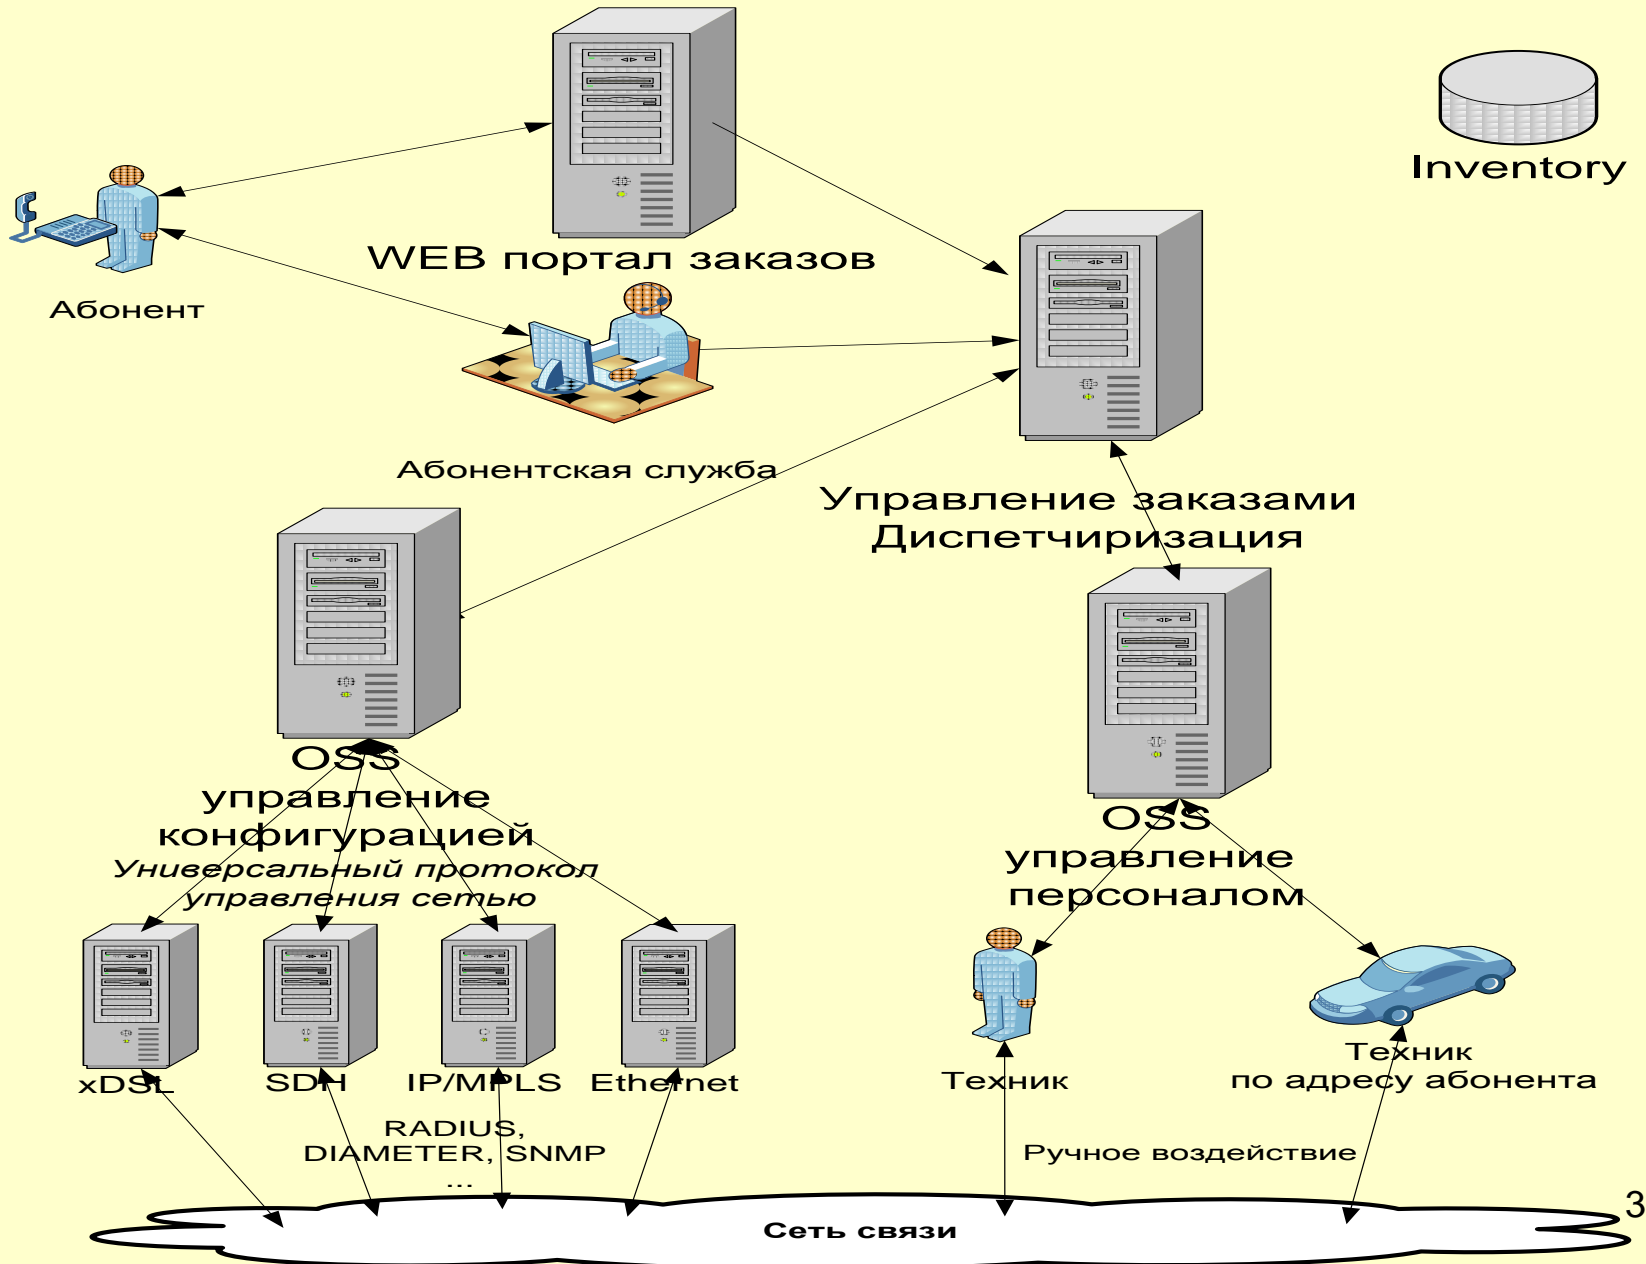 Inventory
WEB портал заказов
Абонент
Абонентская служба
Управление заказами
Диспетчиризация
OSS
управление
конфигурацией
Универсальный протокол
управления сетью
OSS
управление
персоналом
xDSL
SDH
IP/MPLS
Ethernet
Техник
Техник
по адресу абонента
RADIUS,
DIAMETER, SNMP
...
Ручное воздействие
Сеть связи
3